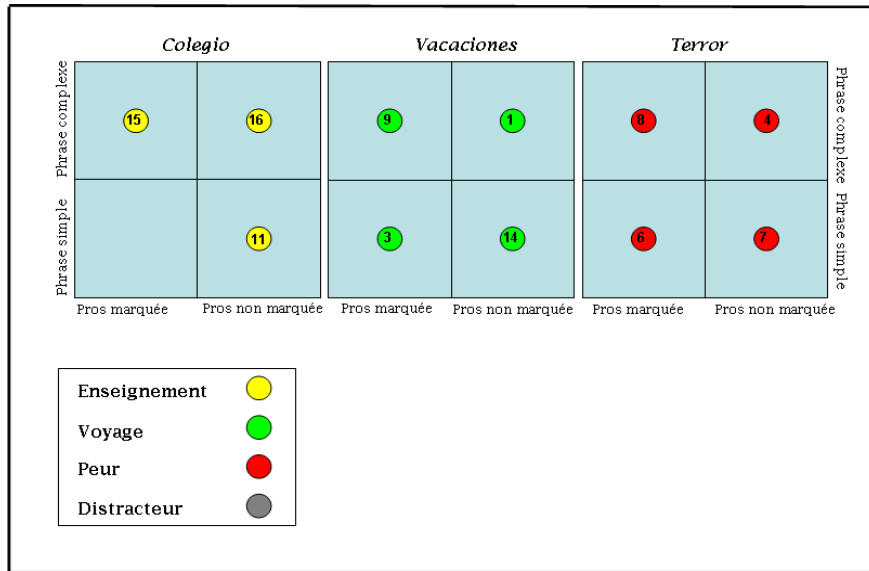 Colegio Vacaciones Terror
Phrase complexe
15 16 9 1 8 4
Phrase complexe
Phrase simple
11 3 14 6 7
Phrase simple
Pros marquée Pros non marquée Pros marquée Pros non marquée Pros marquée Pros non marquée
Enseignement
Voyage
Peur
Distracteur